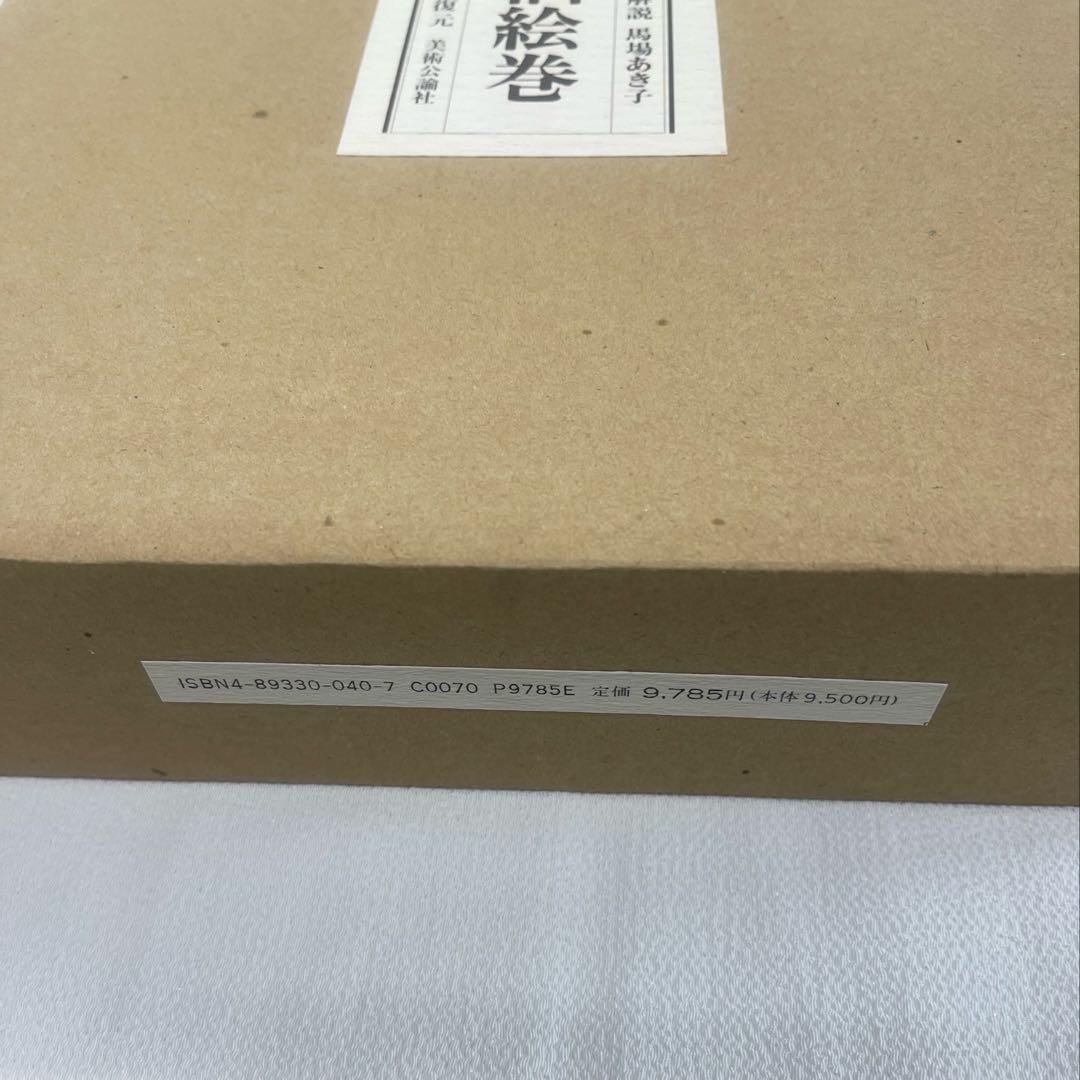 解説 馬場あき子
絵巻
復元 美術公論社
ISBN4-89330-040-7 C0070 P9785E 定価 9,785円(本体9,500円)